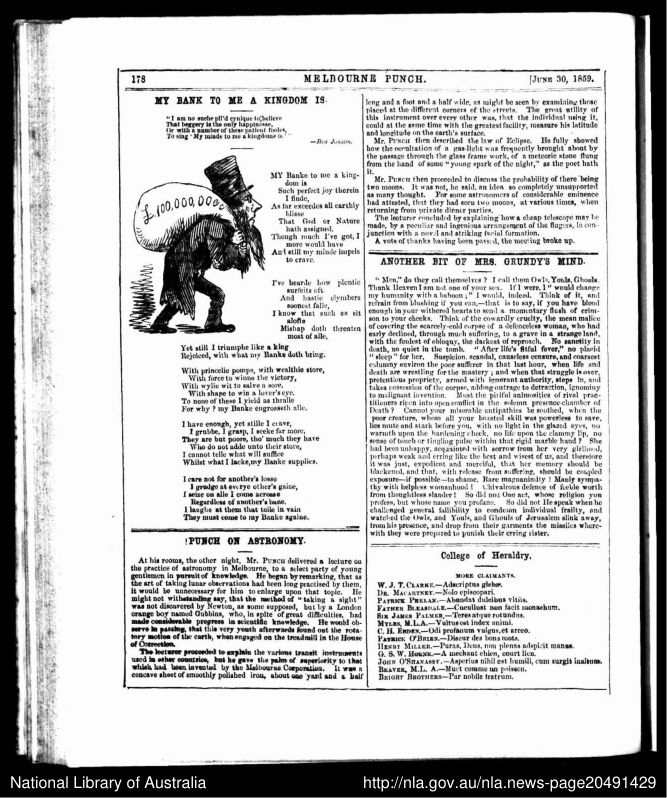 178
MELBOURNE PUNCH.
[JUNE 30, 1859.
MY BANK TO ME A KINGDOM IS.
"I am no suche pil'd cynique to believe
That beggery is the only happinesse,
Or with a number of these patient fooles,
To sing 'My minde to me a kingdome is.'"
—BEN JONSON.
£100,000,000
MY Banke to me a king-
dom is
Such perfect joy therein
I finde,
As far exceedes all earthly
blisse
That God or Nature
hath assigned,
Though much I've got, I
more would have
And still my minde impels
to crave.
I've hearde how plentie
surfeits oft
And hastie clymbers
soonest falle,
I know that such as sit
alofte
Mishap doth threaten
most of alle,
Yet still I triumphe like a king
Rejoiced, with what my Banke doth bring.
With princelie pomps, with wealthie store,
With force to winne the victory,
With wylie wit to salve a sore,
With shape to win a lover's eye.
To none of these I yield as thralle
For why? my Banke engrosseth alle.
I have enough, yet stille I crave,
I grubbe, I grasp, I seeke for more,
They are but poore, tho' much they have
Who do not adde unto their store,
I cannot telle what will suffice
Whilst what I lacke, my Banke supplies.
I care not for another's losse
I grudge at everye other's gaine,
I seize on alle I come acrosse
Regardless of another's bane.
I laughe at them that toile in vain
They must come to my Banke againe.
PUNCH ON ASTRONOMY.
At his rooms, the other night, MR. PUNCH delivered a lecture on
the practice of astronomy in Melbourne, to a select party of young
gentlemen in pursuit of knowledge. He began by remarking, that as
the art of taking lunar observations had been long practised by them,
it would be unnecessary for him to enlarge upon that topic. He
might not withstanding say, that the method of "taking a sight"
was not discovered by Newton, as some supposed, but by a London
orange boy named Gubbins, who, in spite of great difficulties, had
made considerable progress in scientific knowledge. He would ob-
serve in passing, that this very youth afterwards found out the rota-
tory motion of the earth, when engaged on the treadmill in the House
of Correction.
The lecturer proceeded to explain the various transit instruments
used in other countries, but he gave the palm of superiority to that
which had been invented by the Melbourne Corporation. It was a
concave sheet of smoothly polished iron, about one yard and a half
long and a foot and a half wide, as might be seen by examining those
placed at the different corners of the streets. The great utility of
this instrument over every other was, that the individual using it,
could at the same time with the greatest facility, measure his latitude
and longitude on the earth's surface.
Mr. PUNCH then described the law of Eclipse. He fully showed
how the occultation of a gas-light was frequently brought about by
the passage through the glass frame work, of a meteoric stone flung
from the hand of some "young spark of the night," as the poet hath
it.
Mr. PUNCH then proceeded to discuss the probability of there being
two moons. It was not, he said, an idea so completely unsupported
as many thought. For some astronomers of considerable eminence
had attested, that they had seen two moons, at various times, when
returning from private dinner parties.
The lecturer concluded by explaining how a cheap telescope may be
made, by a peculiar and ingenious arrangement of the fingers, in con-
junction with a novel and striking facial formation.
A vote of thanks having been passed, the meeting broke up.
ANOTHER BIT OF MRS. GRUNDY'S MIND.
"Men," do they call themselves? I call them Owls, Youls, Ghouls.
Thank Heaven I am not one of your sex. If I were, I "would change
my humanity with a baboon;" I would, indeed. Think of it, and
refrain from blushing if you can,—that is to say, if you have blood
enough in your withered hearts to send a momentary flush of crim-
son to your cheeks. Think of the cowardly cruelty, the mean malice
of covering the scarcely-cold corpse of a defenceless woman, who had
early declined, through much suffering, to a grave in a strange land,
with the foulest of obloquy, the darkest of reproach. No sanctity in
death, no quiet in the tomb. "After life's fitful fever," no placid
"sleep" for her. Suspicion, scandal, causeless censure, and coarsest
calumny environ the poor sufferer in that last hour, when life and
death are wrestling for the mastery; and when that struggle is over,
pretentious propriety, armed with ignorant authority, steps in, and
takes possession of the corpse, adding outrage to detraction, ignominy
to malignant invention. Must the pitiful animosities of rival prac-
titioners ripen into open conflict in the solemn presence-chamber of
Death? Cannot your miserable antipathies be soothed, when the
poor creature, whom all your boasted skill was powerless to save,
lies mute and stark before you, with no light in the glazed eyes, no
warmth upon the hardening cheek, no life upon the clammy lip, no
sense of touch or tingling pulse within that rigid marble hand? She
had been unhappy, acquainted with sorrow from her very girlhood,
perhaps weak and erring like the best and wisest of us, and therefore
it was just, expedient and merciful, that her memory should be
blackened, and that, with release from suffering, should be coupled
exposure—if possible—to shame. Rare magnanimity! Manly sympa-
thy with helpless womanhood! Chivalrous defence of feeble worth
from thoughtless slander! So did not One act, whose religion you
profess, but whose name you profane. So did not He speak when he
challenged general fallibility to condemn individual frailty, and
watched the Owls, and Youls, and Ghouls of Jerusalem slink away,
from his presence, and drop from their garments the missiles where-
with they were prepared to punish their erring sister.
College of Heraldry.
MORE CLAIMANTS.
W. J. T. CLARKE.—Adscriptus glebæ.
DR. MACARTNEY.—Nolo episcopari.
PATRICK PHELAN.—Abundat dulcibus vitiis.
FATHER BLEASDALE.—Cucullus non facit monachum.
SIR JAMES PALMER.—Teres atque rotundus.
MYLES, M.L.A.—Vultus est index animi.
C. H. EBDEN.—Odi profanum vulgus, et arceo.
PATRICK O'BRIEN.—Diseur des bons mots.
HENRY MILLER.—Puras, Deus, non plenas adspicit manus.
G. S. W. HORNE.—A mechant chien, court lien.
JOHN O'SHANASSY.—Asperius nihil est humili, cum surgit in altum.
BEAVER, M.L. A.—Muet comme un poisson.
BRIGHT BROTHERS—Par nobile fratrum.
National Library of Australia
http://nla.gov.au/nla.news-page20491429